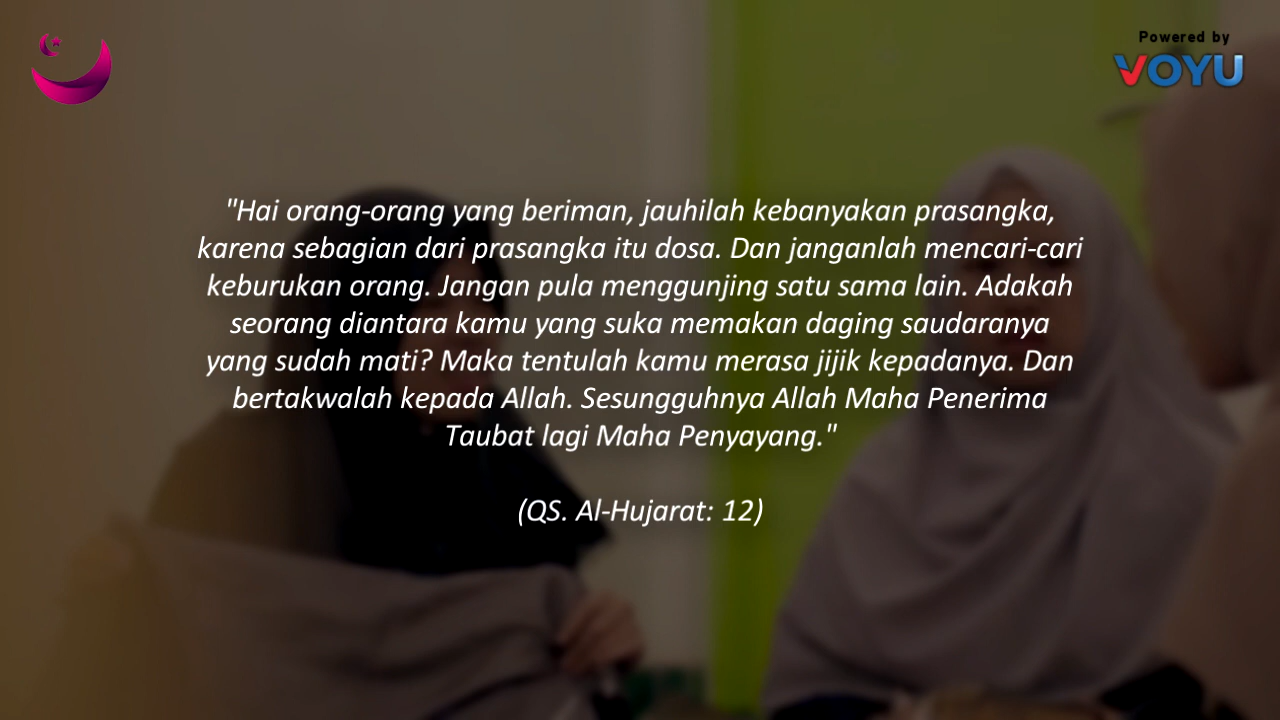 Powered by
VOYU
"Hai orang-orang yang beriman, jauhilah kebanyakan prasangka,
karena sebagian dari prasangka itu dosa. Dan janganlah mencari-cari
keburukan orang. Jangan pula menggunjing satu sama lain. Adakah
seorang diantara kamu yang suka memakan daging saudaranya
yang sudah mati? Maka tentulah kamu merasa jijik kepadanya. Dan
bertakwalah kepada Allah. Sesungguhnya Allah Maha Penerima
Taubat lagi Maha Penyayang."
(QS. Al-Hujarat: 12)